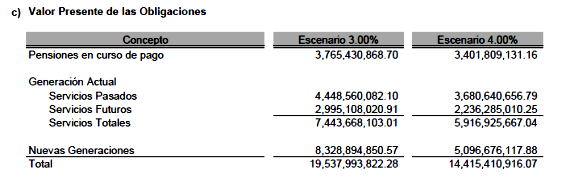 c) Valor Presente de las Obligaciones
Concepto Escenario 3.00% Escenario 4.00%
Pensiones en curso de pago 3,765,430,868.70 3,401,809,131.16
Generación Actual
Servicios Pasados 4,448,560,082.10 3,680,640,656.79
Servicios Futuros 2,995,108,020.91 2,236,285,010.25
Servicios Totales 7,443,668,103.01 5,916,925,667.04
Nuevas Generaciones 8,328,894,850.57 5,096,676,117.88
Total 19,537,993,822.28 14,415,410,916.07